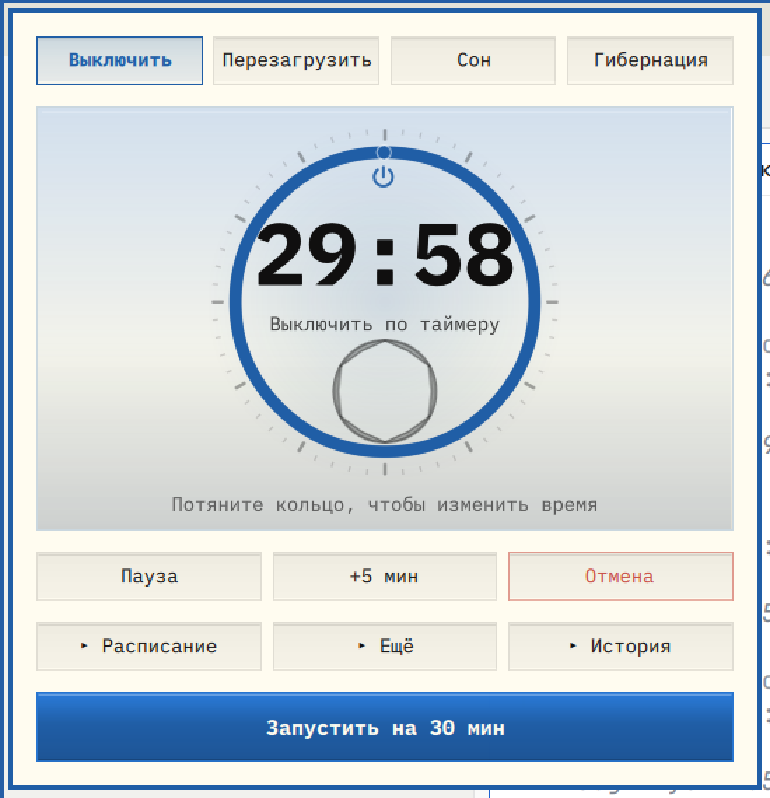 Выключить
Перезагрузить
Сон
Гибернация
29:58
Выключить по таймеру
Потяните кольцо, чтобы изменить время
Пауза
+5 мин
Отмена
▸ Расписание
▸ Ещё
▸ История
Запустить на 30 мин